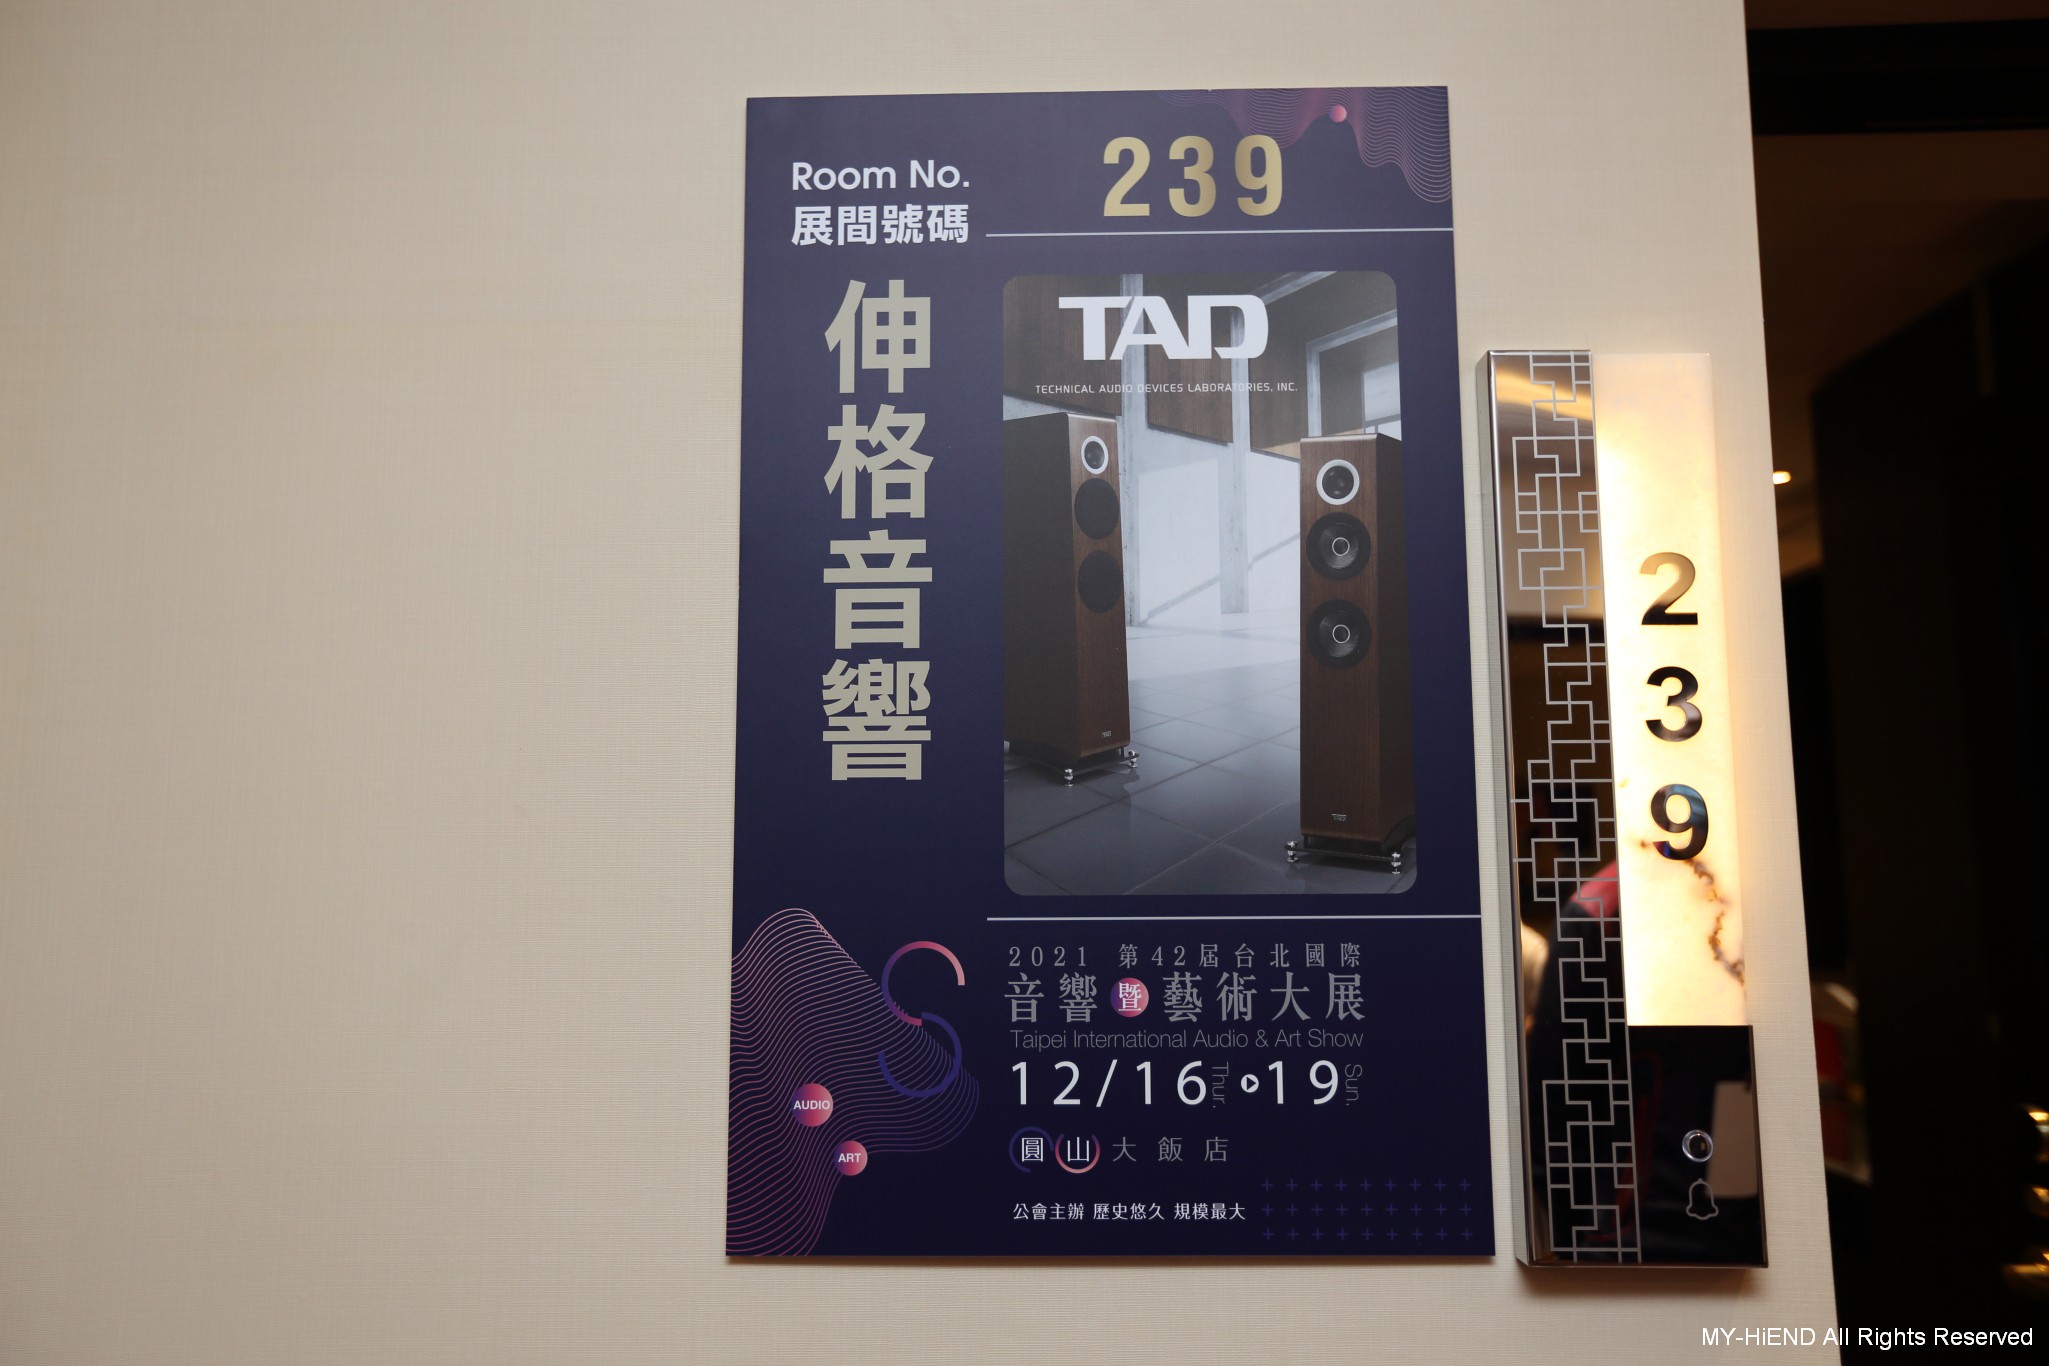 Room No.
展間號碼
239
伸格音響
TAD
TECHNICAL AUDIO DEVICES LABORATORIES, INC.
2021 第42屆台北國際
音響暨藝術大展
Taipei International Audio & Art Show
12/16 Thur. 19 Sun.
AUDIO
ART
圓山大飯店
公會主辦 歷史悠久 規模最大
239
MY-HiEND All Rights Reserved